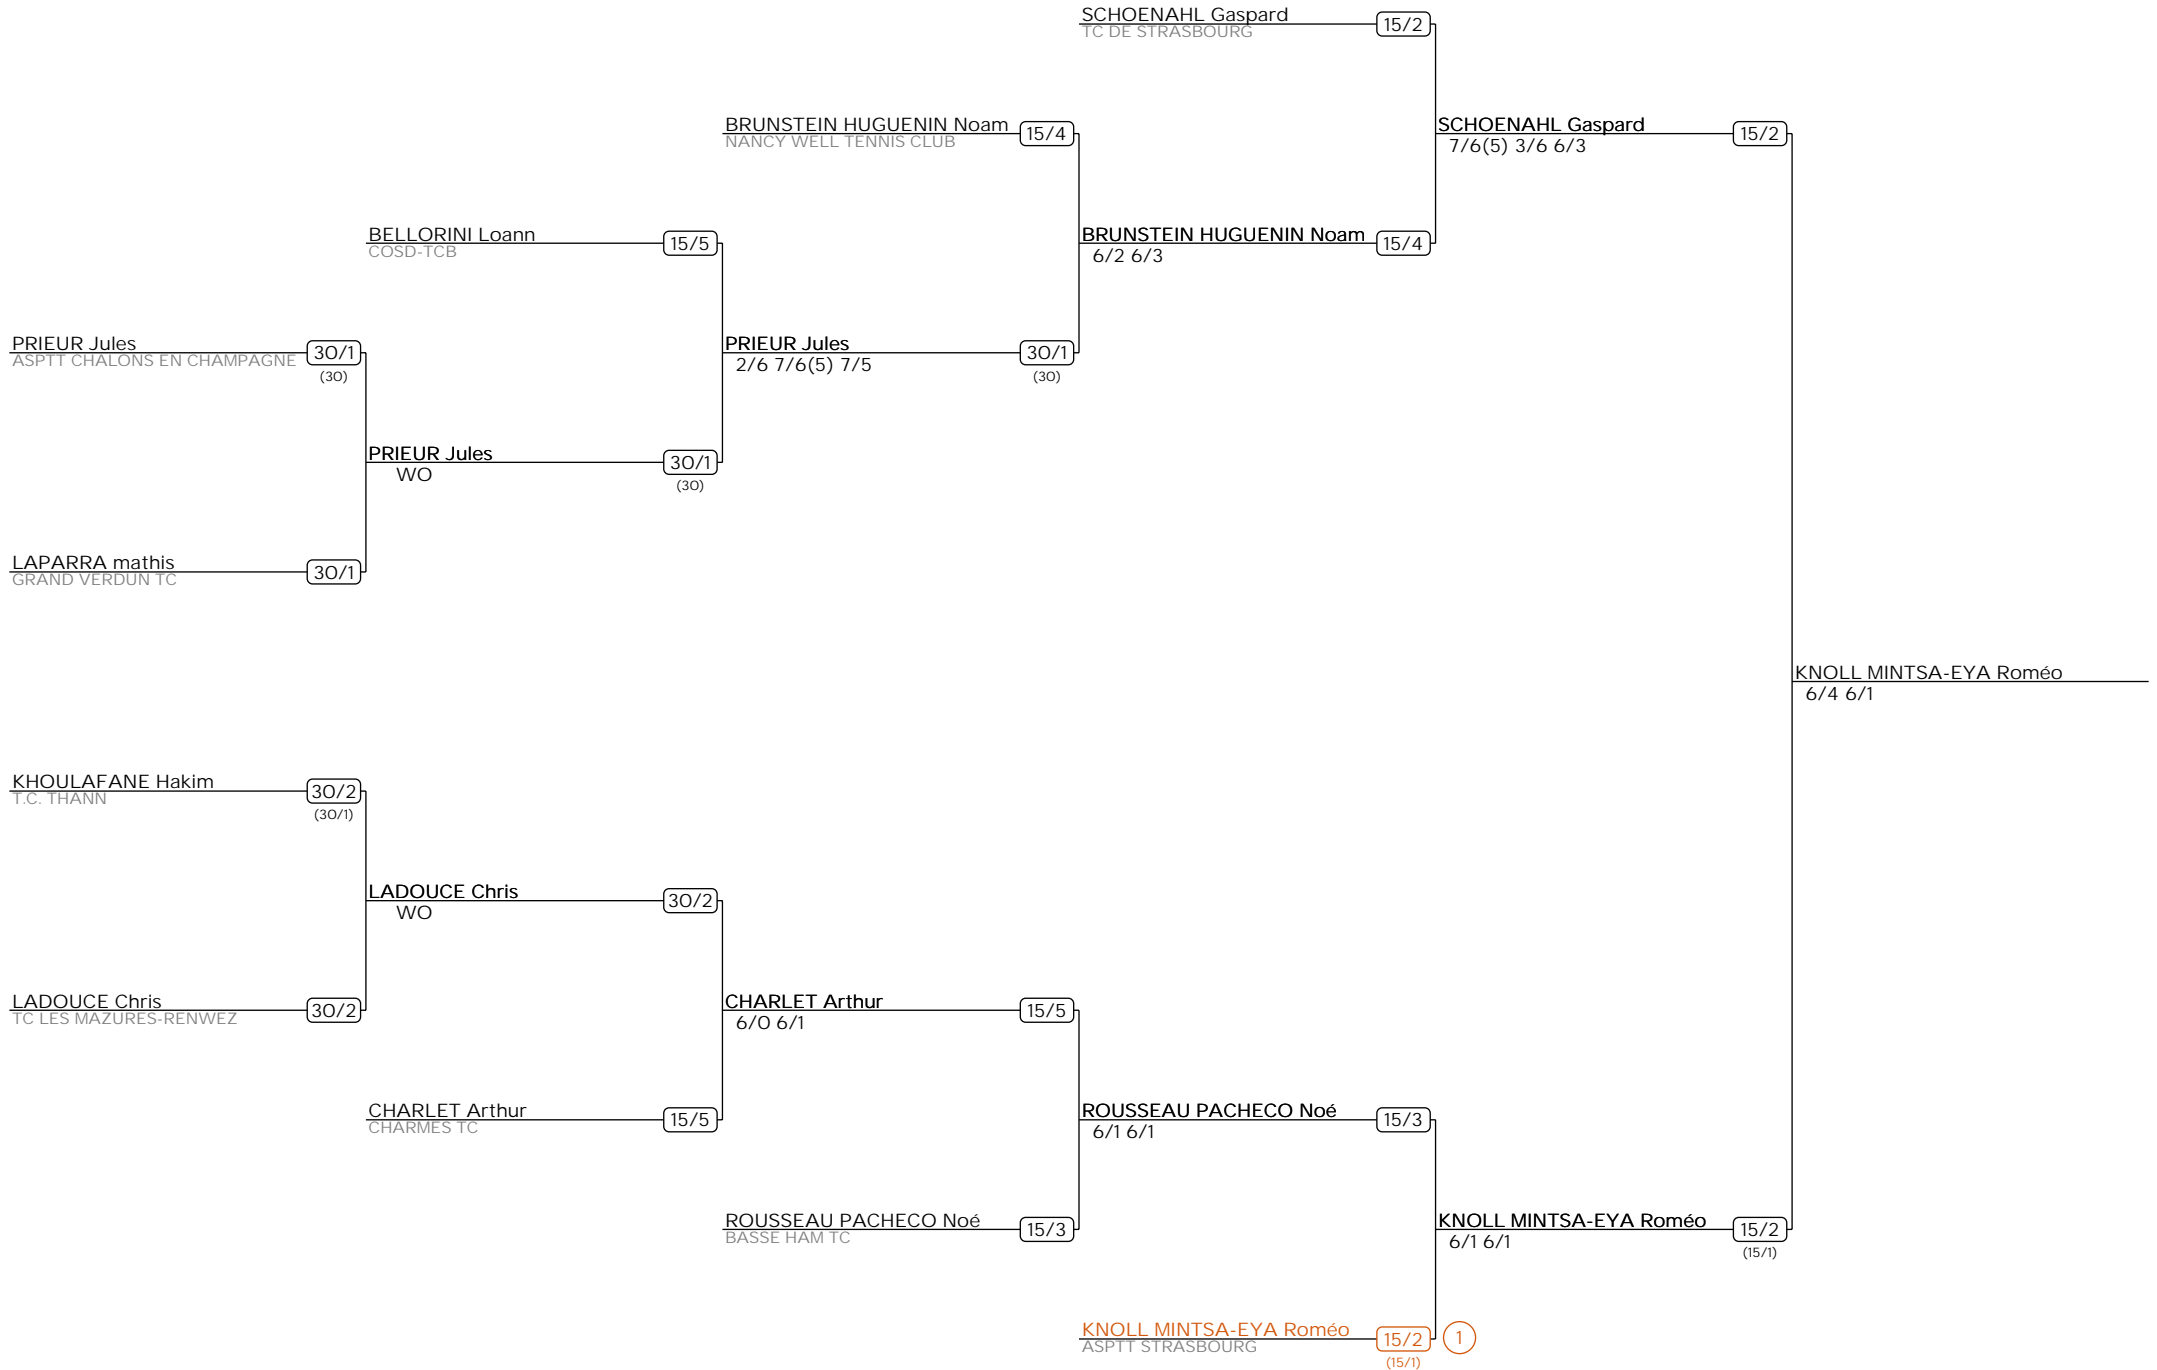 SCHOENAHL Gaspard
15/2
TC DE STRASBOURG
BRUNSTEIN HUGUENIN Noam
15/4
NANCY WELL TENNIS CLUB
SCHOENAHL Gaspard
15/2
7/6(5) 3/6 6/3
BELLORINI Loann
15/5
COSD-TCB
BRUNSTEIN HUGUENIN Noam
15/4
6/2 6/3
PRIEUR Jules
30/1
ASPTT CHALONS EN CHAMPAGNE
(30)
PRIEUR Jules
30/1
2/6 7/6(5) 7/5
(30)
PRIEUR Jules
30/1
WO
(30)
LAPARRA mathis
30/1
GRAND VERDUN TC
KNOLL MINTSA-EYA Roméo
6/4 6/1
KHOULAFANE Hakim
30/2
T.C. THANN
(30/1)
LADOUCE Chris
30/2
WO
LADOUCE Chris
30/2
TC LES MAZURES-RENWEZ
CHARLET Arthur
15/5
6/0 6/1
CHARLET Arthur
15/5
CHARMES TC
ROUSSEAU PACHECO Noé
15/3
6/1 6/1
ROUSSEAU PACHECO Noé
15/3
BASSE HAM TC
KNOLL MINTSA-EYA Roméo
15/2
6/1 6/1
(15/1)
KNOLL MINTSA-EYA Roméo
15/2
1
ASPTT STRASBOURG
(15/1)